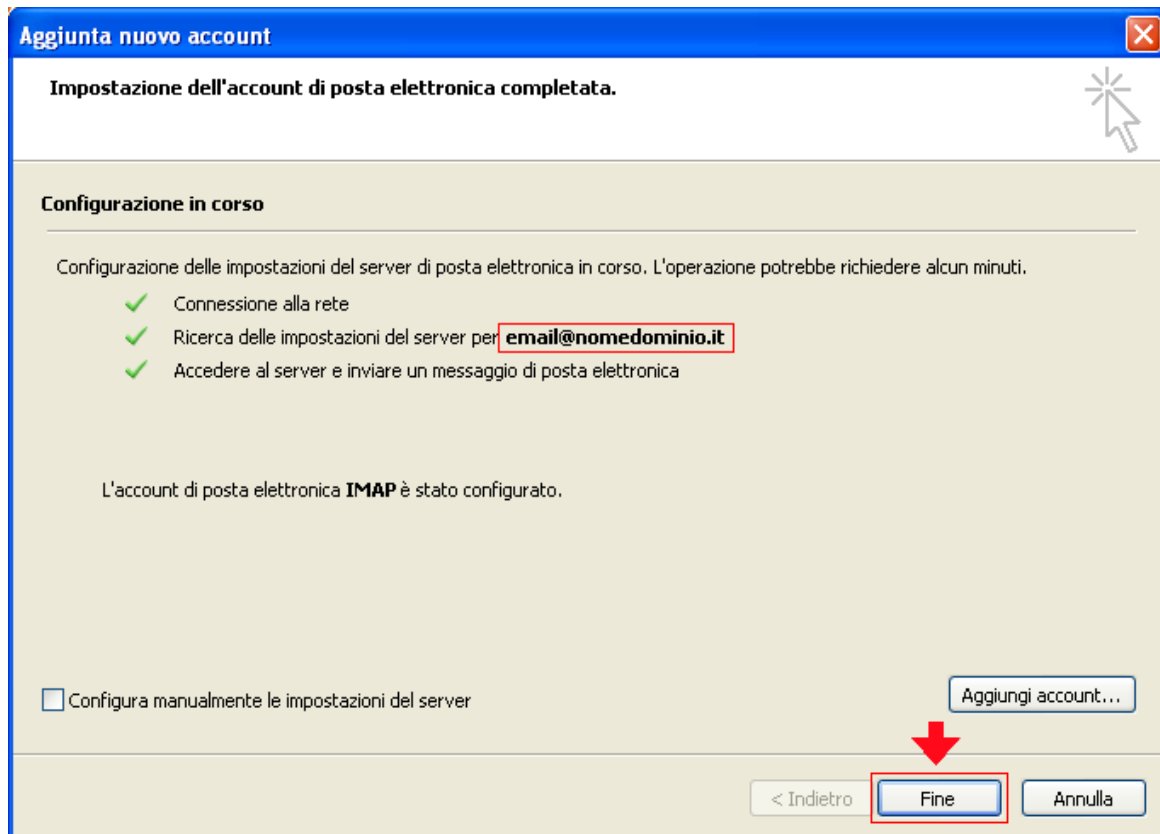 Aggiunta nuovo account
Impostazione dell'account di posta elettronica completata.
Configurazione in corso
Configurazione delle impostazioni del server di posta elettronica in corso. L'operazione potrebbe richiedere alcun minuti.
Connessione alla rete
Ricerca delle impostazioni del server per email@nomedominio.it
Accedere al server e inviare un messaggio di posta elettronica
L'account di posta elettronica IMAP è stato configurato.
Configura manualmente le impostazioni del server
Aggiungi account...
< Indietro
Fine
Annulla